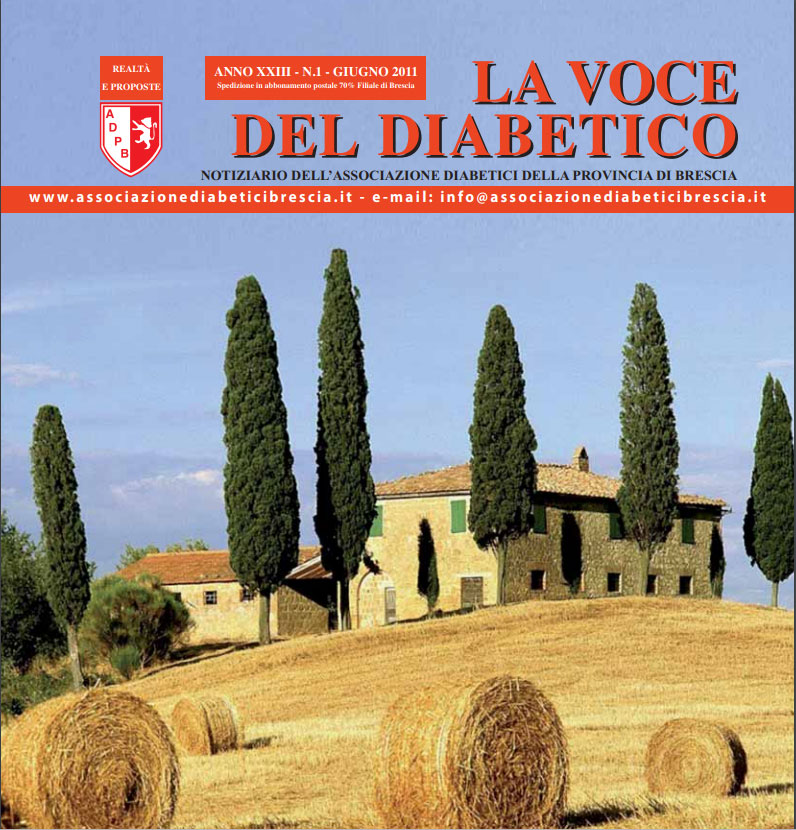 REALTÀ
E PROPOSTE
A
D
P
B
ANNO XXIII - N.1 - GIUGNO 2011
Spedizione in abbonamento postale 70% Filiale di Brescia
LA VOCE
DEL DIABETICO
NOTIZIARIO DELL'ASSOCIAZIONE DIABETICI DELLA PROVINCIA DI BRESCIA
www.associazionediabeticibrescia.it - e-mail: info@associazionediabeticibrescia.it